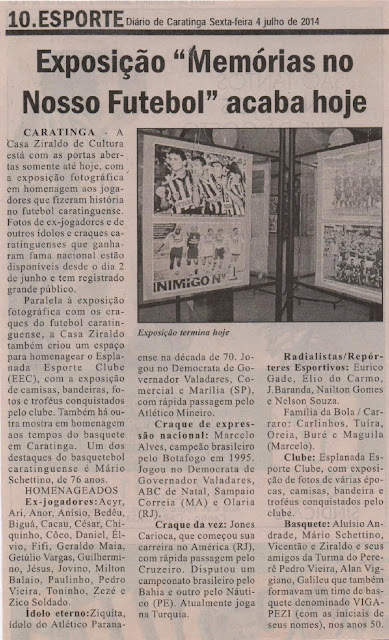 10.ESPORTE Diário de Caratinga Sexta-feira 4 julho de 2014
Exposição “Memórias no
Nosso Futebol” acaba hoje
CARATINGA - A
Casa Ziraldo de Cultura
está com as portas aber-
tas somente até hoje, com
a exposição fotográfica
em homenagem aos joga-
dores que fizeram história
no futebol caratinguense.
Fotos de ex-jogadores e de
outros ídolos e craques ca-
ratinguenses que ganha-
ram fama nacional estão
disponíveis desde o dia 2
de junho e tem registrado
grande público.
Paralela à exposição
fotográfica com os cra-
ques do futebol caratin-
guense, a Casa Ziraldo
também criou um espaço
para homenagear o Espla-
nada Esporte Clube
(EEC), com a exposição
de camisas, bandeiras, fo-
tos e troféus conquistados
pelo clube. Também há ou-
tra mostra em homenagem
aos tempos do basquete
em Caratinga. Um dos
destaques do basquetebol
caratinguense é Mário
Schettino, de 76 anos.
HOMENAGEADOS
Ex-jogadores: Acyr,
Ari, Anor, Anísio, Bedêu,
Biguá, Cacau, César, Chi-
quinho, Côco, Daniel, Él-
vio, Fifi, Geraldo Maia,
Getúlio Vargas, Guilhermi-
no, Jésus, Jovino, Milton
Balaio, Paulinho, Pedro
Vieira, Toninho, Zezé e
Zico Soldado.
Ídolo eterno: Ziquita,
ídolo do Atlético Parana-
INIMIGO Nº 1
Exposição termina hoje
ense na década de 70. Jo-
gou no Democrata de Go-
vernador Valadares, Co-
mercial e Marília (SP),
com rápida passagem pelo
Atlético Mineiro.
Craque de expres-
são nacional: Marcelo
Alves, campeão brasileiro
pelo Botafogo em 1995.
Jogou no Democrata de
Governador Valadares,
ABC de Natal, Sampaio
Correia (MA) e Olaria
(RJ).
Craque da vez: Jones
Carioca, que começou sua
carreira no América (RJ),
com rápida passagem pelo
Cruzeiro. Disputou um
campeonato brasileiro pelo
Bahia e outro pelo Náuti-
co (PE). Atualmente joga
na Turquia.
Radialistas/Repór-
teres Esportivos: Eurico
Gade, Élio do Carmo,
J.Baranda, Nailton Gomes
e Nelson Souza.
Família da Bola / Car-
raro: Carlinhos, Tuíra,
Oreia, Buré e Maguila
(Marcelo).
Clube: Esplanada Es-
porte Clube, com exposi-
ção de fotos de várias épo-
cas, camisas, bandeira e
troféus conquistados pelo
clube.
Basquete: Aluísio An-
drade, Mário Schettino,
Vicentão e Ziraldo e seus
amigos da Turma do Pere-
rê Pedro Vieira, Alan Vig-
giano, Galileu que também
formavam um time de bas-
quete denominado VIGA-
PEZI (com as iniciais de
seus nomes), nos anos 50.